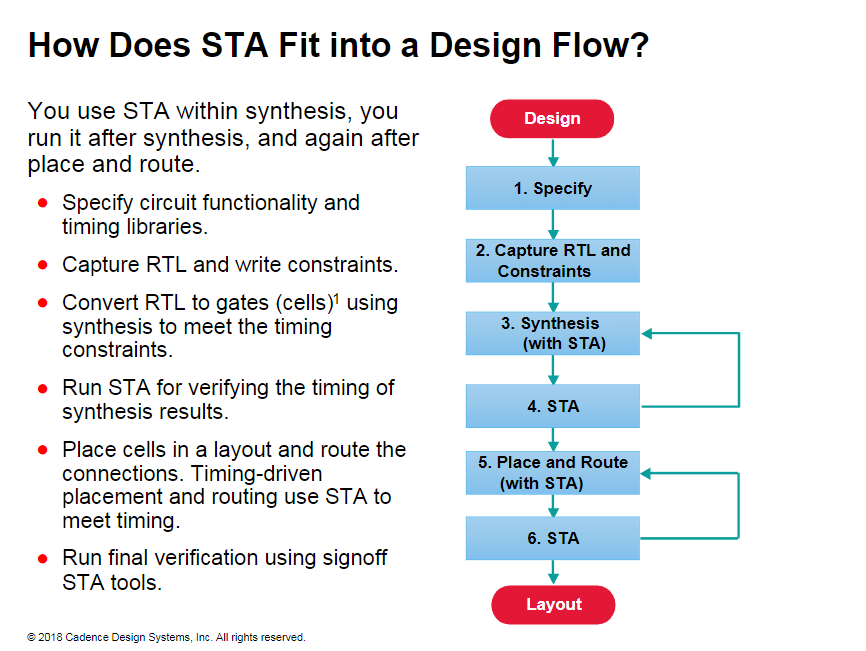 How Does STA Fit into a Design Flow?
You use STA within synthesis, you
run it after synthesis, and again after
place and route.
• Specify circuit functionality and
timing libraries.
• Capture RTL and write constraints.
• Convert RTL to gates (cells)¹ using
synthesis to meet the timing
constraints.
• Run STA for verifying the timing of
synthesis results.
• Place cells in a layout and route the
connections. Timing-driven
placement and routing use STA to
meet timing.
• Run final verification using signoff
STA tools.
Design
1. Specify
2. Capture RTL and
Constraints
3. Synthesis
(with STA)
4. STA
5. Place and Route
(with STA)
6. STA
Layout
© 2018 Cadence Design Systems, Inc. All rights reserved.